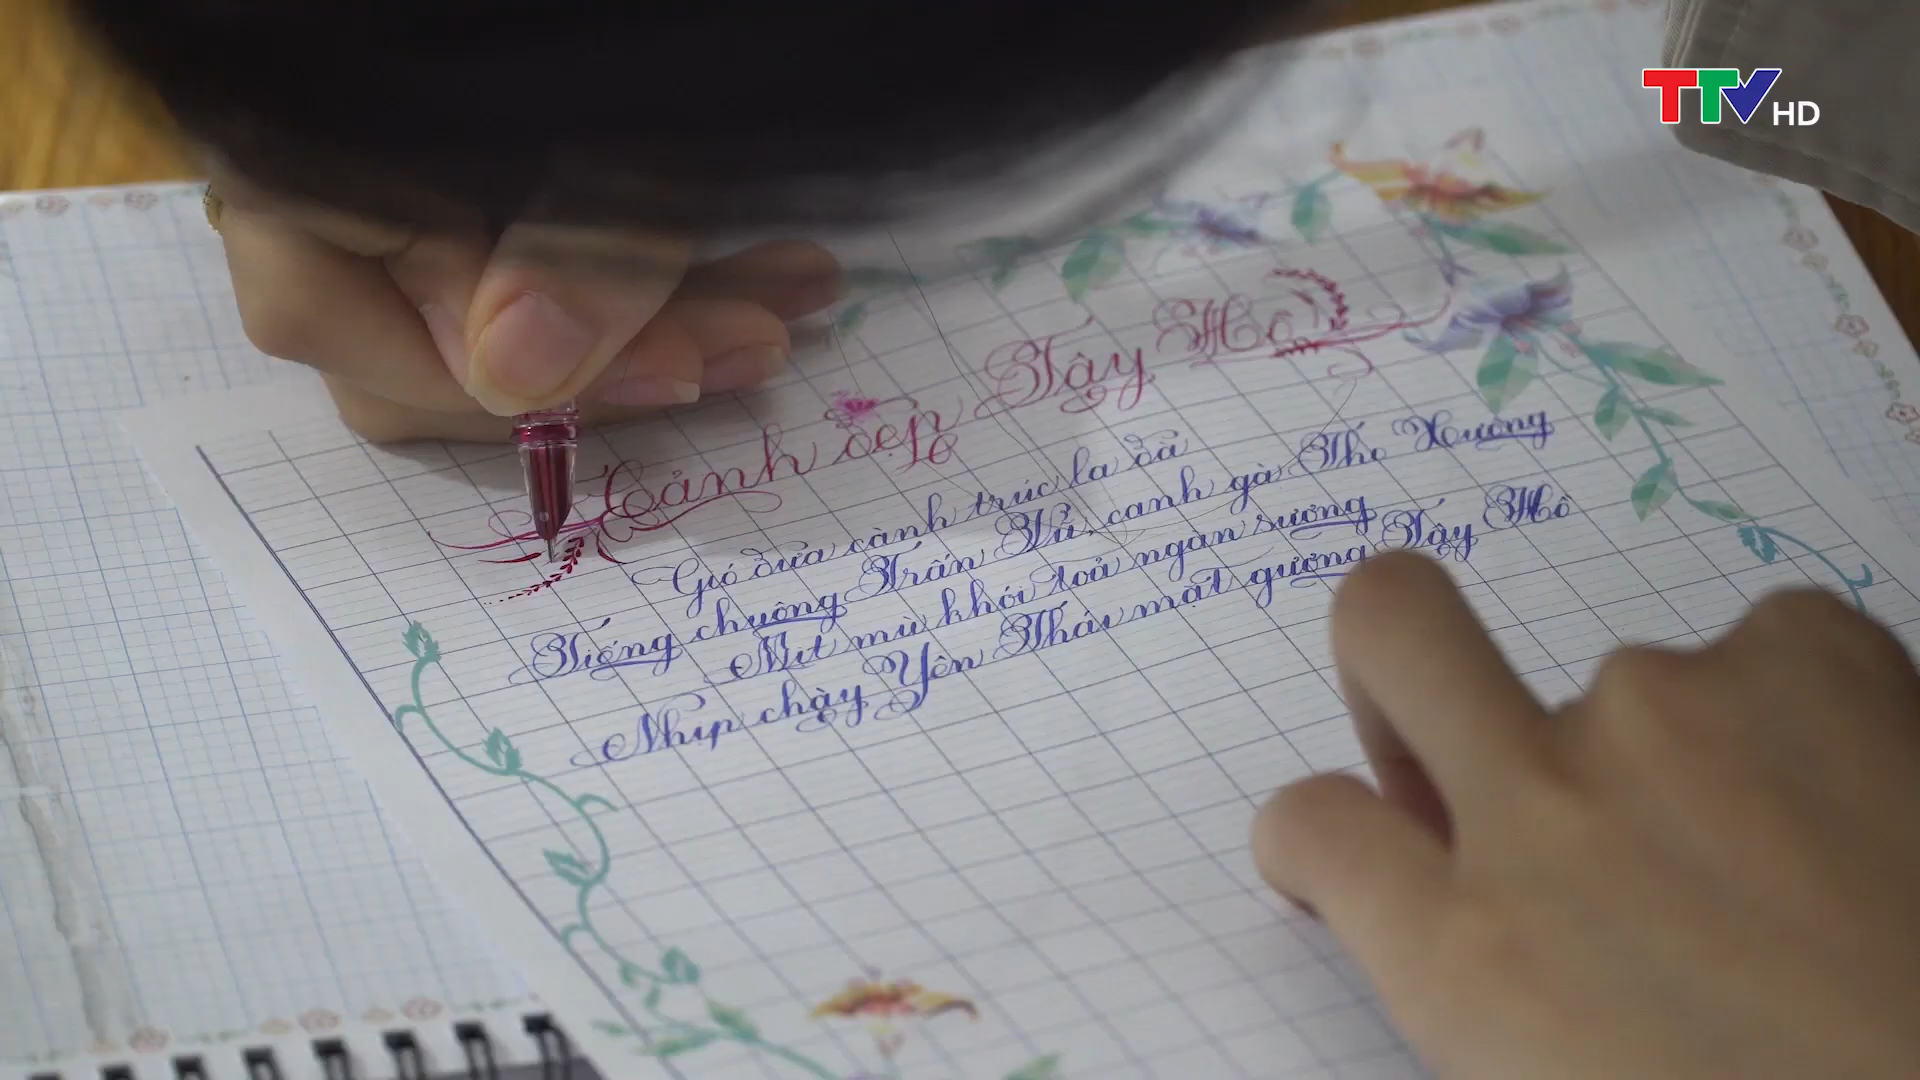 TTV HD
Cảnh đẹp Tây Hồ
Gió đưa cành trúc la đà
Tiếng chuông Trấn Vũ, canh gà Thọ Xương
Mịt mù khói toả ngàn sương
Nhịp chày Yên Thái mặt gương Tây Hồ